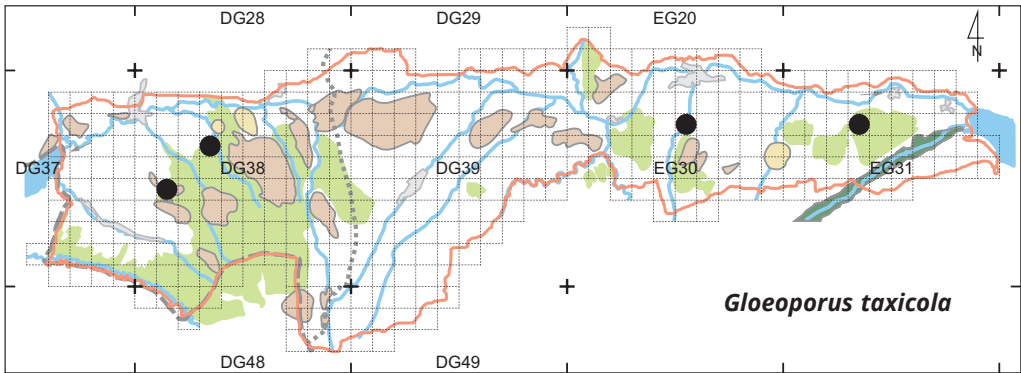 DG28 DG29 EG20
N
DG37 DG38 DG39 EG30 EG31
Gloeoporus taxicola
DG48 DG49